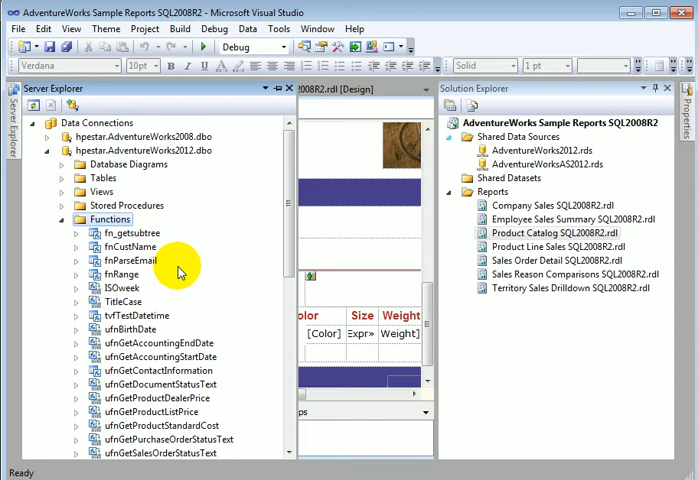 AdventureWorks Sample Reports SQL2008R2 - Microsoft Visual Studio
File Edit View Theme Project Build Debug Data Tools Window Help
Debug
Verdana 10pt B I U A Solid 1 pt
Server Explorer
Data Connections
hpestar.AdventureWorks2008.dbo
hpestar.AdventureWorks2012.dbo
Database Diagrams
Tables
Views
Stored Procedures
Functions
fn_getsubtree
fnCustName
fnParseEmail
fnRange
ISOweek
TitleCase
tvfTestDatetime
ufnBirthDate
ufnGetAccountingEndDate
ufnGetAccountingStartDate
ufnGetContactInformation
ufnGetDocumentStatusText
ufnGetProductDealerPrice
ufnGetProductListPrice
ufnGetProductStandardCost
ufnGetPurchaseOrderStatusText
ufnGetSalesOrderStatusText
2008R2.rdl [Design]
olor Size Weight
[Color] Expr» Weight]
ps
Solution Explorer
AdventureWorks Sample Reports SQL2008R2
Shared Data Sources
AdventureWorks2012.rds
AdventureWorksAS2012.rds
Shared Datasets
Reports
Company Sales SQL2008R2.rdl
Employee Sales Summary SQL2008R2.rdl
Product Catalog SQL2008R2.rdl
Product Line Sales SQL2008R2.rdl
Sales Order Detail SQL2008R2.rdl
Sales Reason Comparisons SQL2008R2.rdl
Territory Sales Drilldown SQL2008R2.rdl
Server Explorer
Properties
Ready